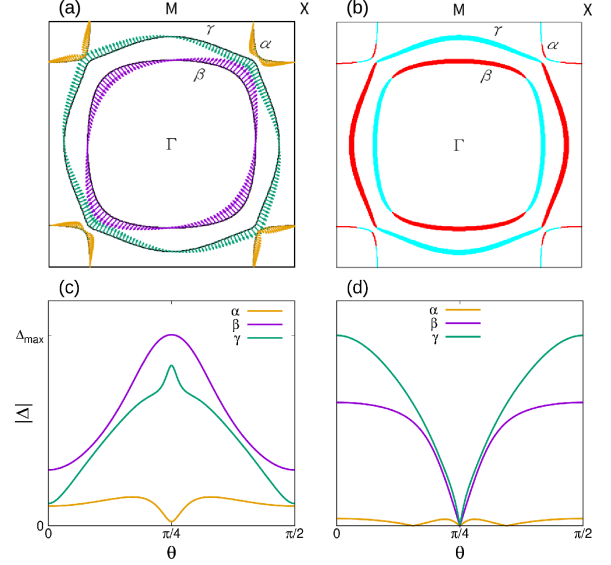 (a) M X (b) M X
γ α γ α
β β
Γ Γ
(c) (d)
α α
Δmax β β
γ γ
|Δ|
0
0 π/4 π/2 0 π/4 π/2
θ θ